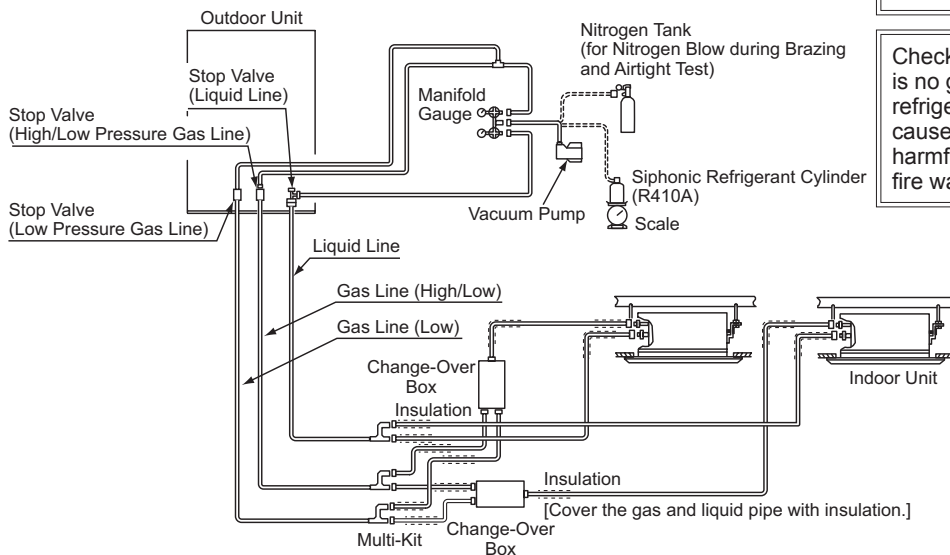 Outdoor Unit
Stop Valve
(Liquid Line)
Stop Valve
(High/Low Pressure Gas Line)
Stop Valve
(Low Pressure Gas Line)
Manifold
Gauge
Nitrogen Tank
(for Nitrogen Blow during Brazing
and Airtight Test)
Vacuum Pump
Siphonic Refrigerant Cylinder
(R410A)
Scale
Check
is no g
refrige
cause
harmf
fire wa
Liquid Line
Gas Line (High/Low)
Gas Line (Low)
Change-Over
Box
Insulation
Indoor Unit
Insulation
[Cover the gas and liquid pipe with insulation.]
Multi-Kit
Change-Over
Box